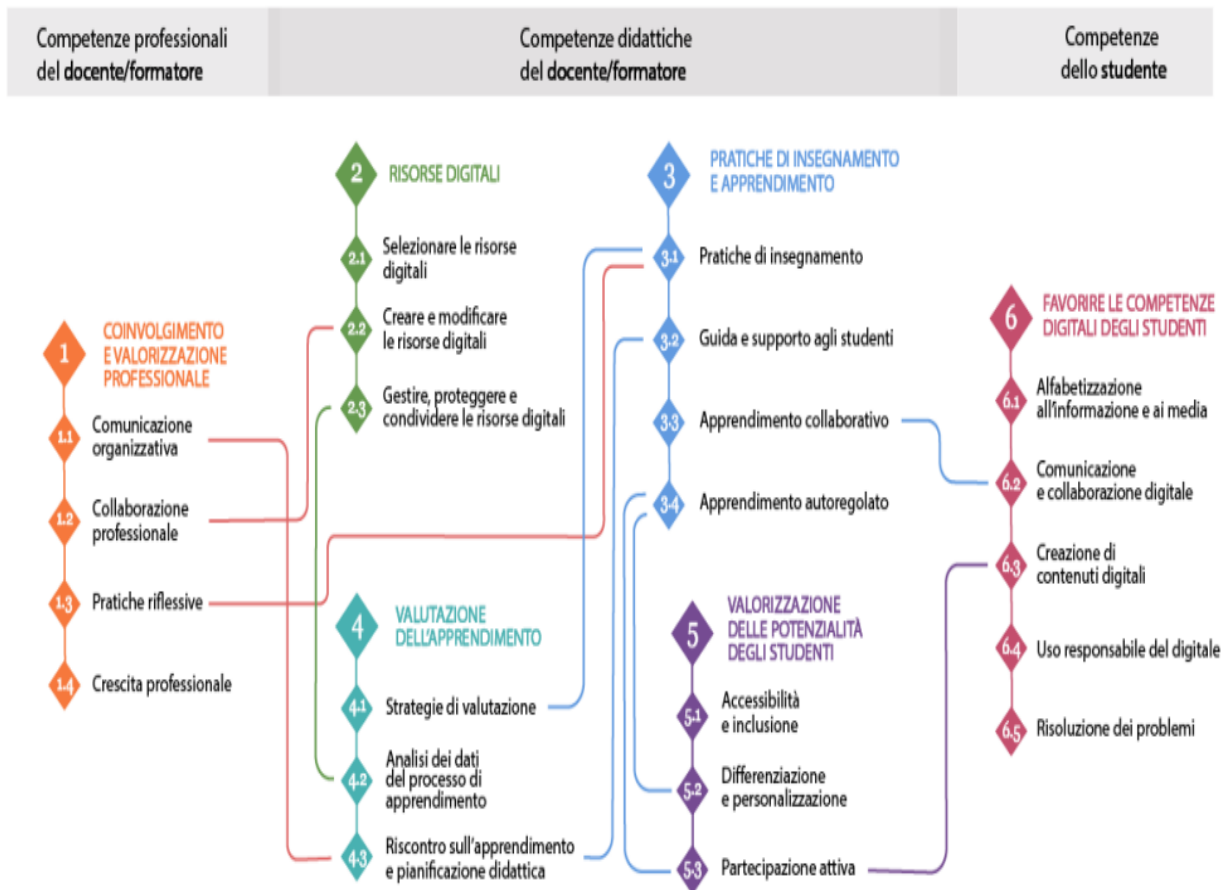 Competenze professionali
del docente/formatore
Competenze didattiche
del docente/formatore
Competenze
dello studente
1
COINVOLGIMENTO
E VALORIZZAZIONE
PROFESSIONALE
1.1
Comunicazione
organizzativa
1.2
Collaborazione
professionale
1.3
Pratiche riflessive
1.4
Crescita professionale
2
RISORSE DIGITALI
2.1
Selezionare le risorse
digitali
2.2
Creare e modificare
le risorse digitali
2.3
Gestire, proteggere e
condividere le risorse digitali
3
PRATICHE DI INSEGNAMENTO
E APPRENDIMENTO
3.1
Pratiche di insegnamento
3.2
Guida e supporto agli studenti
3.3
Apprendimento collaborativo
3.4
Apprendimento autoregolato
4
VALUTAZIONE
DELL'APPRENDIMENTO
4.1
Strategie di valutazione
4.2
Analisi dei dati
del processo di
apprendimento
4.3
Riscontro sull'apprendimento
e pianificazione didattica
5
VALORIZZAZIONE
DELLE POTENZIALITÀ
DEGLI STUDENTI
5.1
Accessibilità
e inclusione
5.2
Differenziazione
e personalizzazione
5.3
Partecipazione attiva
6
FAVORIRE LE COMPETENZE
DIGITALI DEGLI STUDENTI
6.1
Alfabetizzazione
all'informazione e ai media
6.2
Comunicazione
e collaborazione digitale
6.3
Creazione di
contenuti digitali
6.4
Uso responsabile del digitale
6.5
Risoluzione dei problemi